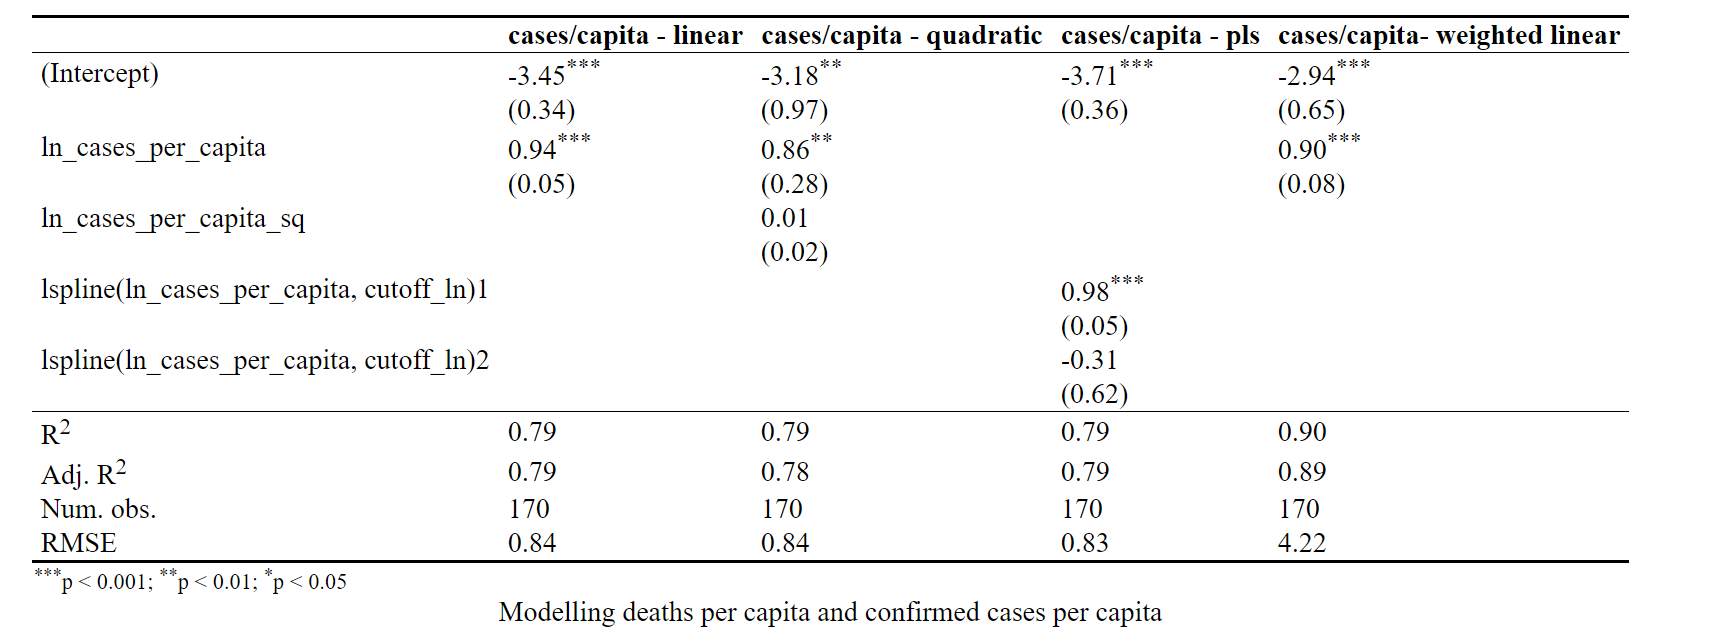 cases/capita - linear cases/capita - quadratic cases/capita - pls cases/capita- weighted linear
(Intercept) -3.45*** -3.18** -3.71*** -2.94***
(0.34) (0.97) (0.36) (0.65)
ln_cases_per_capita 0.94*** 0.86** 0.90***
(0.05) (0.28) (0.08)
ln_cases_per_capita_sq 0.01
(0.02)
lspline(ln_cases_per_capita, cutoff_ln)1 0.98***
(0.05)
lspline(ln_cases_per_capita, cutoff_ln)2 -0.31
(0.62)
R2 0.79 0.79 0.79 0.90
Adj. R2 0.79 0.78 0.79 0.89
Num. obs. 170 170 170 170
RMSE 0.84 0.84 0.83 4.22
***p < 0.001; **p < 0.01; *p < 0.05
Modelling deaths per capita and confirmed cases per capita